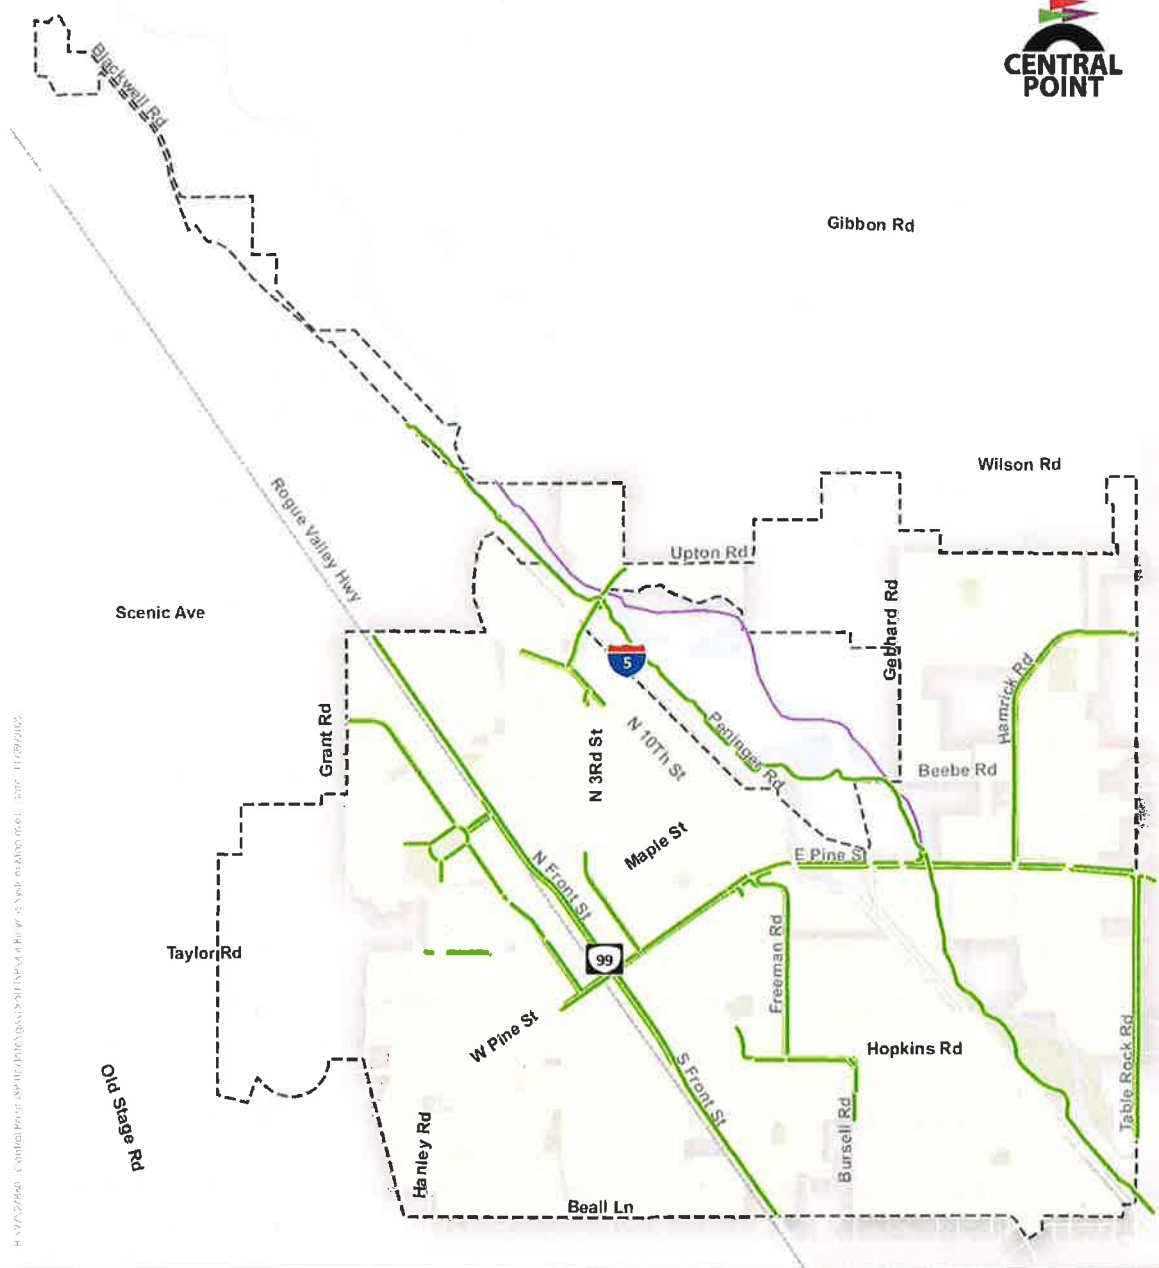 CENTRAL
POINT
Blackwell Rd
Gibbon Rd
Wilson Rd
Rogue Valley Hwy
Upton Rd
Scenic Ave
Gebhard Rd
5
Hamrick Rd
Grant Rd
N 3Rd St
N 10Th St
Peninger Rd
Beebe Rd
Maple St
E Pine S
N Front St
Taylor Rd
99
Freeman Rd
W Pine St
Hopkins Rd
Table Rock Rd
Old Stage Rd
S Front St
Bursell Rd
Hanley Rd
Beall Ln